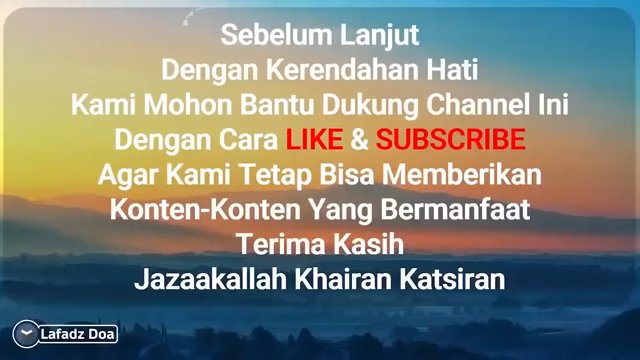 Sebelum Lanjut
Dengan Kerendahan Hati
Kami Mohon Bantu Dukung Channel Ini
Dengan Cara LIKE & SUBSCRIBE
Agar Kami Tetap Bisa Memberikan
Konten-Konten Yang Bermanfaat
Terima Kasih
Jazaakallah Khairan Katsiran
Lafadz Doa